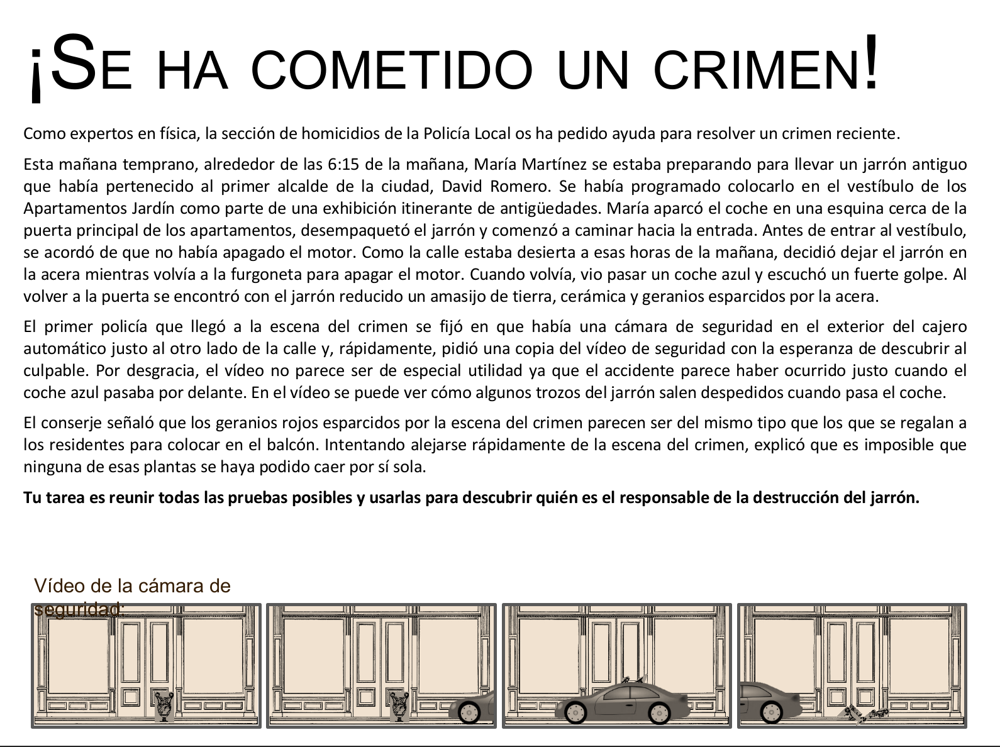 ¡SE HA COMETIDO UN CRIMEN!
Como expertos en física, la sección de homicidios de la Policía Local os ha pedido ayuda para resolver un crimen reciente.
Esta mañana temprano, alrededor de las 6:15 de la mañana, María Martínez se estaba preparando para llevar un jarrón antiguo
que había pertenecido al primer alcalde de la ciudad, David Romero. Se había programado colocarlo en el vestíbulo de los
Apartamentos Jardín como parte de una exhibición itinerante de antigüedades. María aparcó el coche en una esquina cerca de la
puerta principal de los apartamentos, desempaquetó el jarrón y comenzó a caminar hacia la entrada. Antes de entrar al vestíbulo,
se acordó de que no había apagado el motor. Como la calle estaba desierta a esas horas de la mañana, decidió dejar el jarrón en
la acera mientras volvía a la furgoneta para apagar el motor. Cuando volvía, vio pasar un coche azul y escuchó un fuerte golpe. Al
volver a la puerta se encontró con el jarrón reducido un amasijo de tierra, cerámica y geranios esparcidos por la acera.
El primer policía que llegó a la escena del crimen se fijó en que había una cámara de seguridad en el exterior del cajero
automático justo al otro lado de la calle y, rápidamente, pidió una copia del vídeo de seguridad con la esperanza de descubrir al
culpable. Por desgracia, el vídeo no parece ser de especial utilidad ya que el accidente parece haber ocurrido justo cuando el
coche azul pasaba por delante. En el vídeo se puede ver cómo algunos trozos del jarrón salen despedidos cuando pasa el coche.
El conserje señaló que los geranios rojos esparcidos por la escena del crimen parecen ser del mismo tipo que los que se regalan a
los residentes para colocar en el balcón. Intentando alejarse rápidamente de la escena del crimen, explicó que es imposible que
ninguna de esas plantas se haya podido caer por sí sola.
Tu tarea es reunir todas las pruebas posibles y usarlas para descubrir quién es el responsable de la destrucción del jarrón.
Vídeo de la cámara de
seguridad: